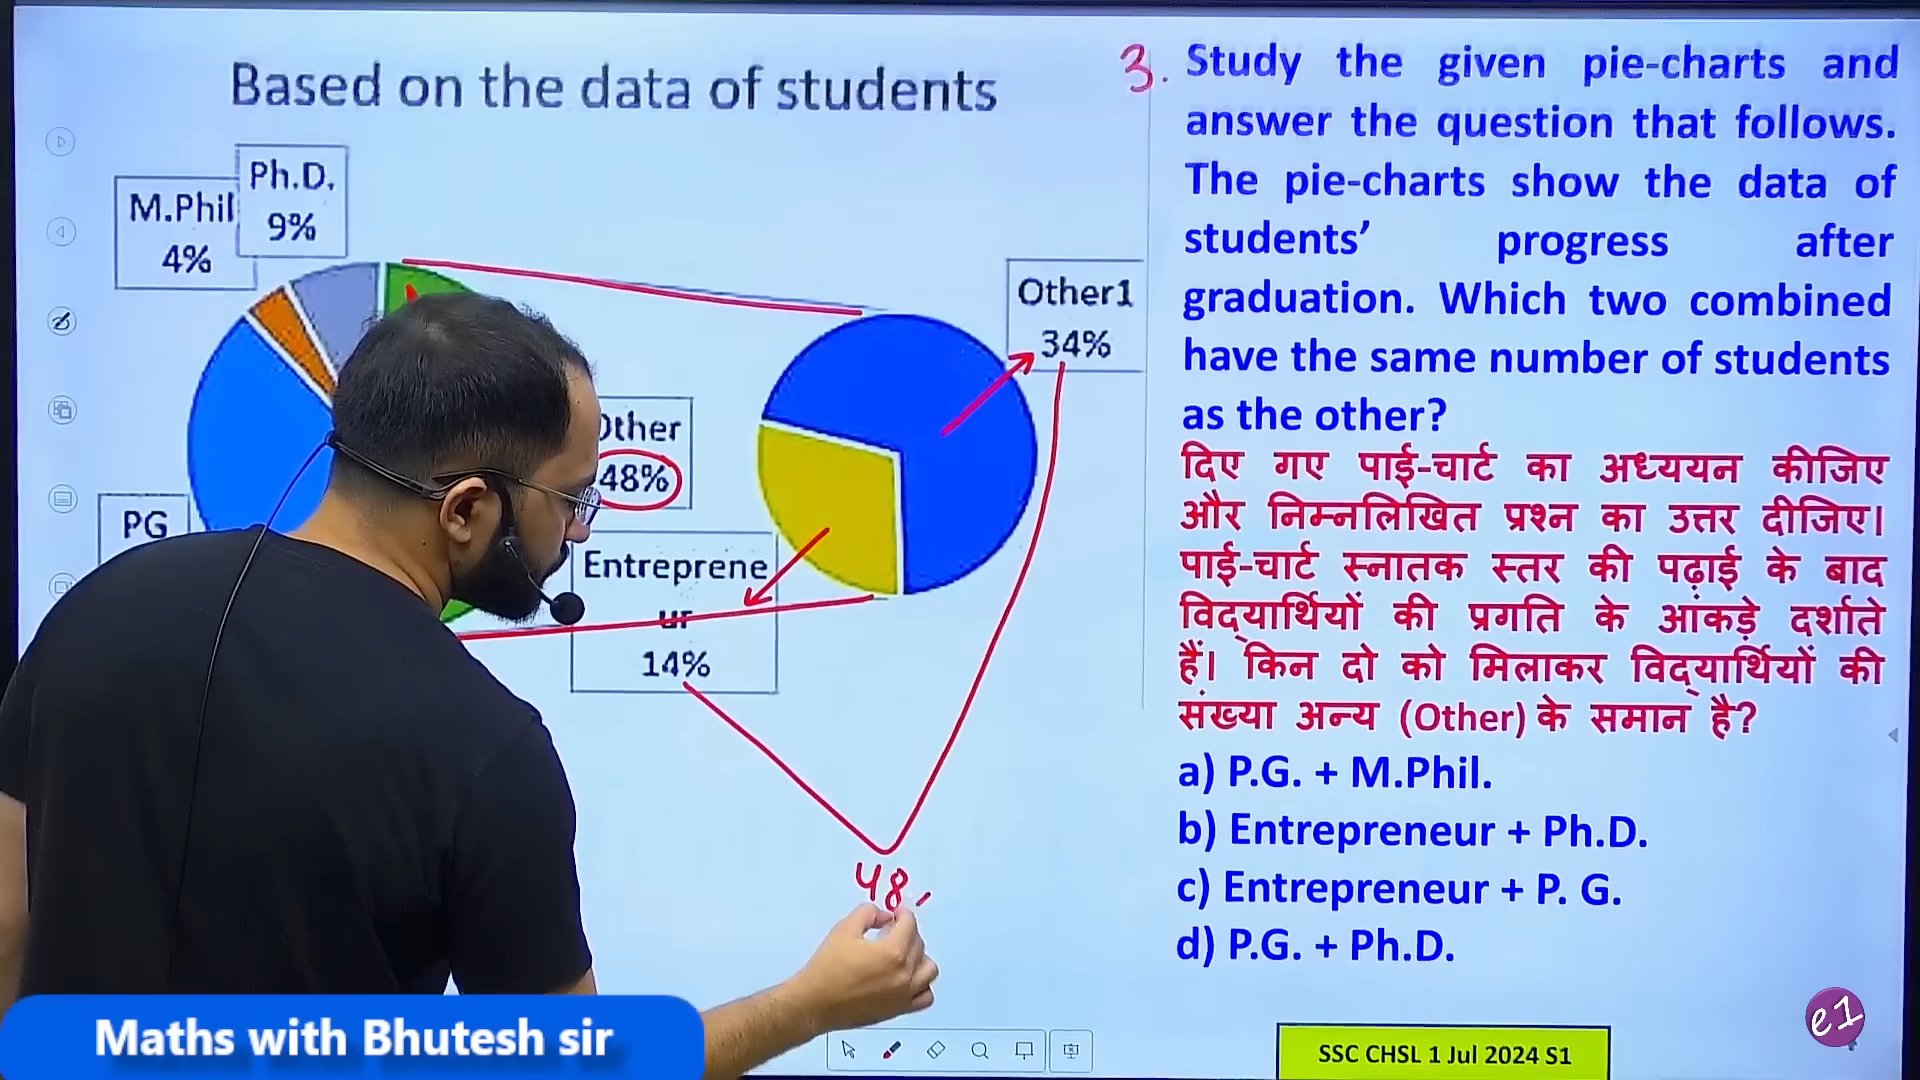 Based on the data of students
Ph.D.
9%
M.Phil
4%
Other1
34%
Other
48%
PG
Entreprene
ur
14%
48
3. Study the given pie-charts and
answer the question that follows.
The pie-charts show the data of
students’ progress after
graduation. Which two combined
have the same number of students
as the other?
दिए गए पाई-चार्ट का अध्ययन कीजिए
और निम्नलिखित प्रश्न का उत्तर दीजिए।
पाई-चार्ट स्नातक स्तर की पढ़ाई के बाद
विद्यार्थियों की प्रगति के आंकड़े दर्शाते
हैं। किन दो को मिलाकर विद्यार्थियों की
संख्या अन्य (Other) के समान है?
a) P.G. + M.Phil.
b) Entrepreneur + Ph.D.
c) Entrepreneur + P. G.
d) P.G. + Ph.D.
Maths with Bhutesh sir
SSC CHSL 1 Jul 2024 S1
e1